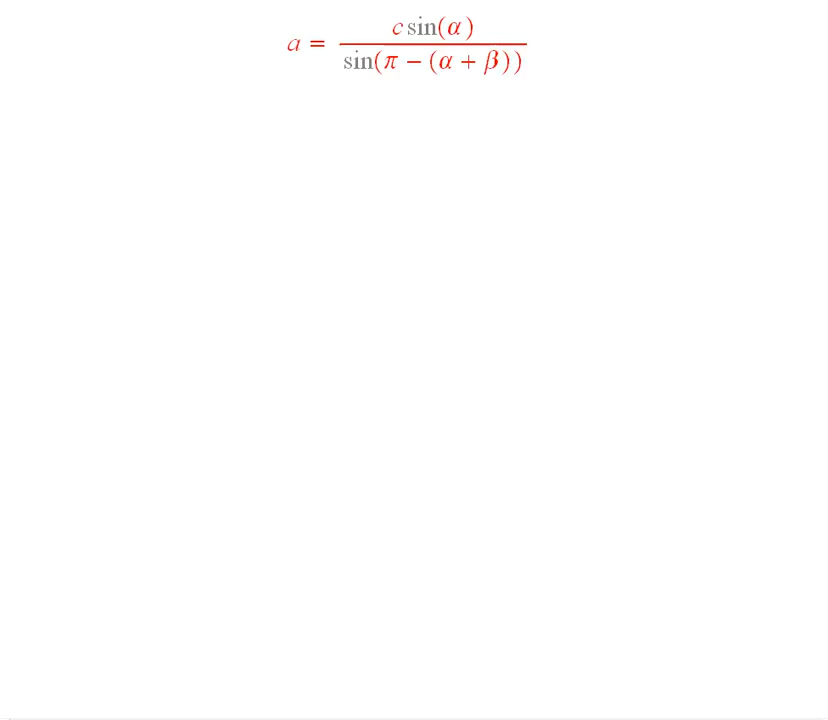 a = c sin(α) / sin(π − (α + β))